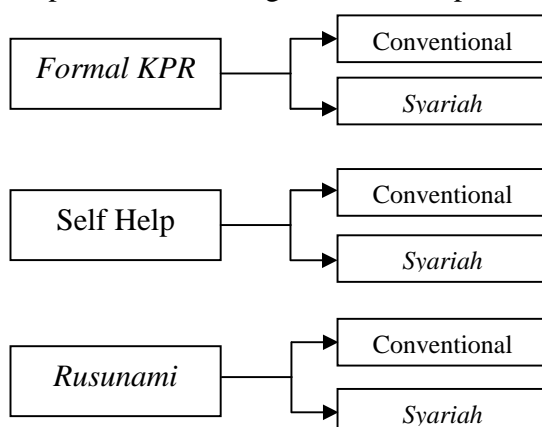 Conventional
Formal KPR
Syariah
Conventional
Self Help
Syariah
Conventional
Rusunami
Syariah